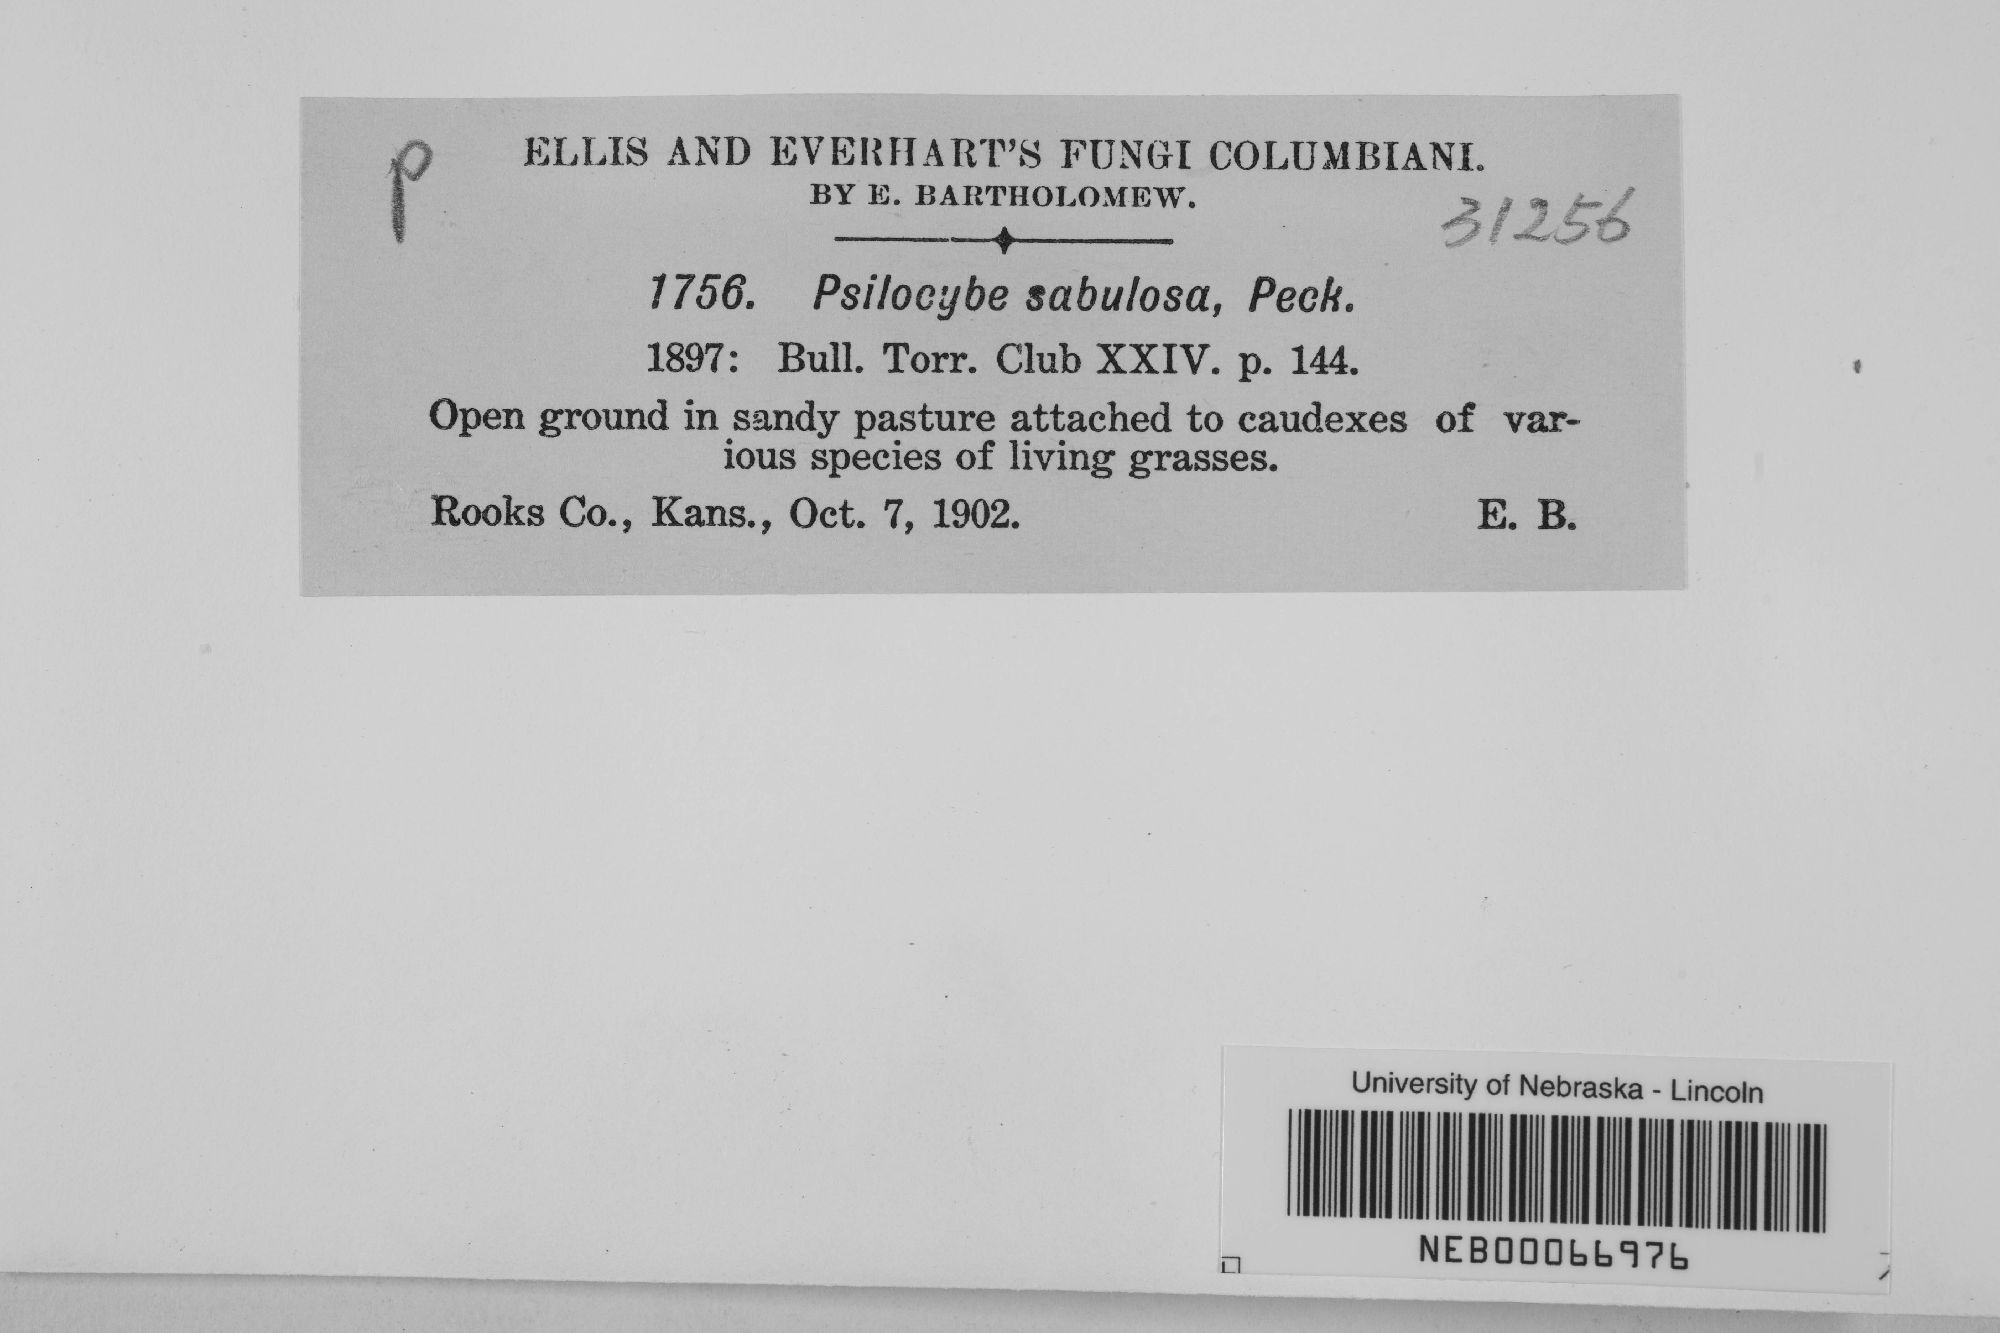 P
ELLIS AND EVERHART'S FUNGI COLUMBIANI.
BY E. BARTHOLOMEW.
31256
1756. Psilocybe sabulosa, Peck.
1897: Bull. Torr. Club XXIV. p. 144.
Open ground in sandy pasture attached to caudexes of var-
ious species of living grasses.
Rooks Co., Kans., Oct. 7, 1902. E. B.
University of Nebraska - Lincoln
NEB00066976